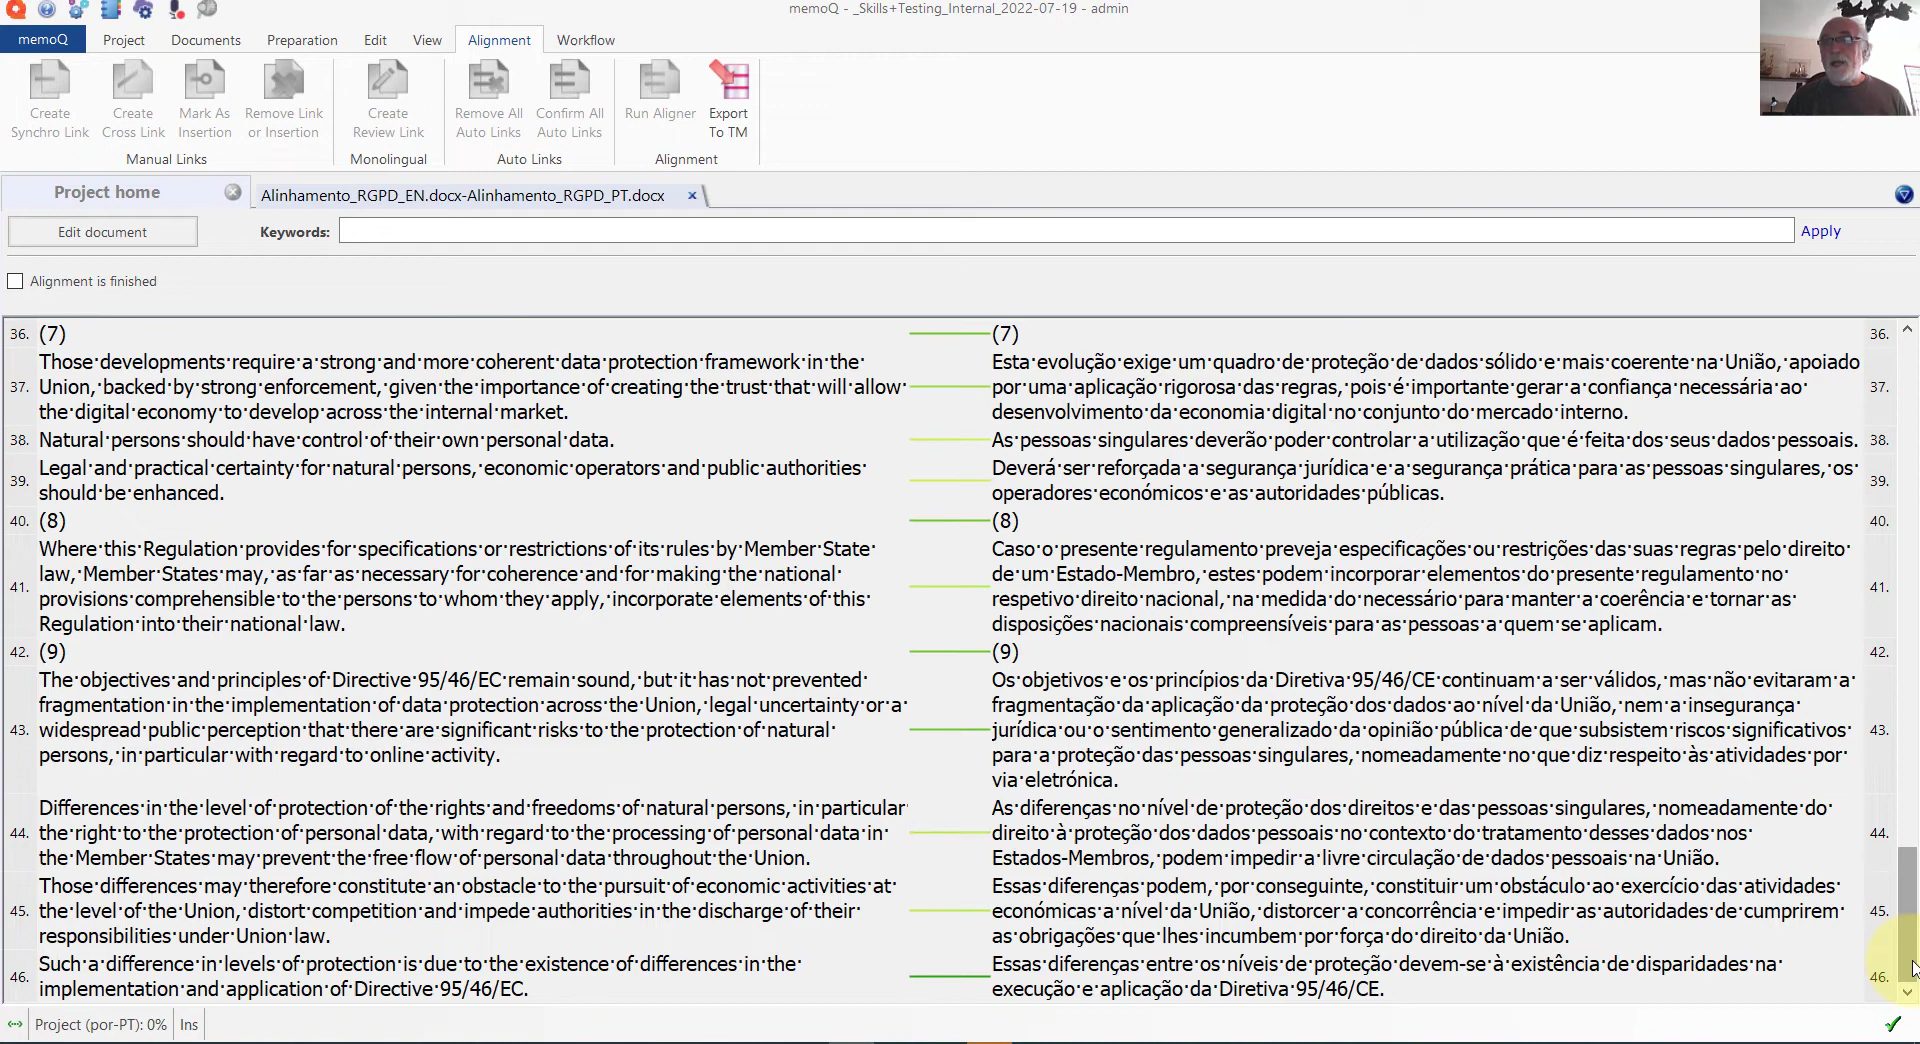 memoQ - _Skills+Testing_Internal_2022-07-19 - admin
memoQ Project Documents Preparation Edit View Alignment Workflow
Create Synchro Link
Create Cross Link
Mark As Insertion
Remove Link or Insertion
Create Review Link
Remove All Auto Links
Confirm All Auto Links
Run Aligner
Export To TM
Manual Links Monolingual Auto Links Alignment
Project home Alinhamento_RGPD_EN.docx-Alinhamento_RGPD_PT.docx
Edit document Keywords: Apply
Alignment is finished
36. (7)
37. Those developments require a strong and more coherent data protection framework in the
Union, backed by strong enforcement, given the importance of creating the trust that will allow
the digital economy to develop across the internal market.
38. Natural persons should have control of their own personal data.
39. Legal and practical certainty for natural persons, economic operators and public authorities
should be enhanced.
40. (8)
41. Where this Regulation provides for specifications or restrictions of its rules by Member State
law, Member States may, as far as necessary for coherence and for making the national
provisions comprehensible to the persons to whom they apply, incorporate elements of this
Regulation into their national law.
42. (9)
43. The objectives and principles of Directive 95/46/EC remain sound, but it has not prevented
fragmentation in the implementation of data protection across the Union, legal uncertainty or a
widespread public perception that there are significant risks to the protection of natural
persons, in particular with regard to online activity.
44. Differences in the level of protection of the rights and freedoms of natural persons, in particular
the right to the protection of personal data, with regard to the processing of personal data in
the Member States may prevent the free flow of personal data throughout the Union.
45. Those differences may therefore constitute an obstacle to the pursuit of economic activities at
the level of the Union, distort competition and impede authorities in the discharge of their
responsibilities under Union law.
46. Such a difference in levels of protection is due to the existence of differences in the
implementation and application of Directive 95/46/EC.
(7) 36.
Esta evolução exige um quadro de proteção de dados sólido e mais coerente na União, apoiado
por uma aplicação rigorosa das regras, pois é importante gerar a confiança necessária ao 37.
desenvolvimento da economia digital no conjunto do mercado interno.
As pessoas singulares deverão poder controlar a utilização que é feita dos seus dados pessoais. 38.
Deverá ser reforçada a segurança jurídica e a segurança prática para as pessoas singulares, os
operadores económicos e as autoridades públicas. 39.
(8) 40.
Caso o presente regulamento preveja especificações ou restrições das suas regras pelo direito
de um Estado-Membro, estes podem incorporar elementos do presente regulamento no 41.
respetivo direito nacional, na medida do necessário para manter a coerência e tornar as
disposições nacionais compreensíveis para as pessoas a quem se aplicam.
(9) 42.
Os objetivos e os princípios da Diretiva 95/46/CE continuam a ser válidos, mas não evitaram a
fragmentação da aplicação da proteção dos dados ao nível da União, nem a insegurança
jurídica ou o sentimento generalizado da opinião pública de que subsistem riscos significativos 43.
para a proteção das pessoas singulares, nomeadamente no que diz respeito às atividades por
via eletrónica.
As diferenças no nível de proteção dos direitos e das pessoas singulares, nomeadamente do
direito à proteção dos dados pessoais no contexto do tratamento desses dados nos 44.
Estados-Membros, podem impedir a livre circulação de dados pessoais na União.
Essas diferenças podem, por conseguinte, constituir um obstáculo ao exercício das atividades
económicas a nível da União, distorcer a concorrência e impedir as autoridades de cumprirem 45.
as obrigações que lhes incumbem por força do direito da União.
Essas diferenças entre os níveis de proteção devem-se à existência de disparidades na
execução e aplicação da Diretiva 95/46/CE. 46.
Project (por-PT): 0% Ins